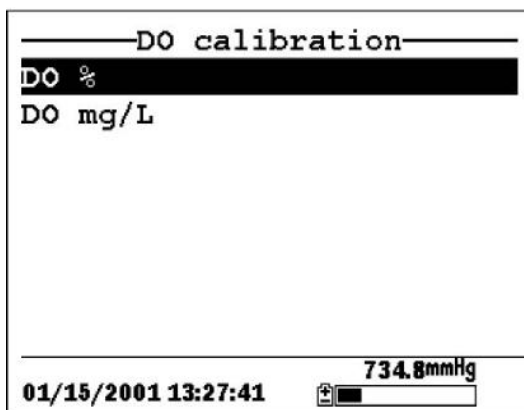 DO calibration
DO %
DO mg/L
734.8mmHg
01/15/2001 13:27:41